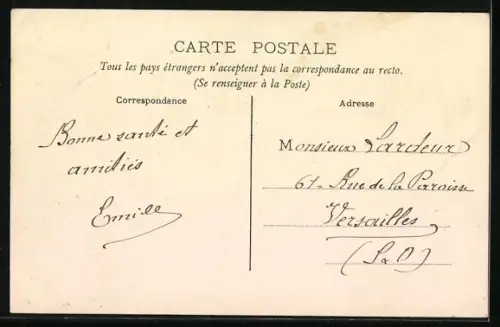 CARTE POSTALE
Tous les pays étrangers n'acceptent pas la correspondance au recto.
(Se renseigner à la Poste)
Correspondance
Bonne santé et
amitiés
Emile
Adresse
Monsieur Lardeur
61 - Rue de la Paroisse
Versailles
(S&O)